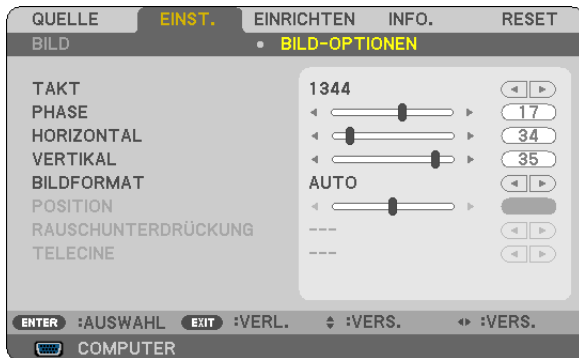 QUELLE EINST. EINRICHTEN INFO. RESET
BILD • BILD-OPTIONEN
TAKT 1344
PHASE 17
HORIZONTAL 34
VERTIKAL 35
BILDFORMAT AUTO
POSITION
RAUSCHUNTERDRÜCKUNG ---
TELECINE ---
ENTER :AUSWAHL EXIT :VERL. :VERS. :VERS.
COMPUTER